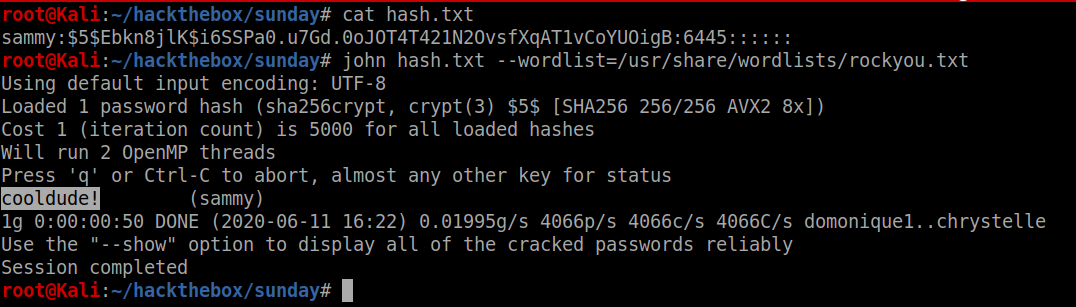 root@Kali:~/hackthebox/sunday# cat hash.txt
sammy:$5$Ebkn8jlK$i6SSPa0.u7Gd.0oJOT4T421N2OvsfXqAT1vCoYUOigB:6445::::::
root@Kali:~/hackthebox/sunday# john hash.txt --wordlist=/usr/share/wordlists/rockyou.txt
Using default input encoding: UTF-8
Loaded 1 password hash (sha256crypt, crypt(3) $5$ [SHA256 256/256 AVX2 8x])
Cost 1 (iteration count) is 5000 for all loaded hashes
Will run 2 OpenMP threads
Press 'q' or Ctrl-C to abort, almost any other key for status
cooldude!        (sammy)
1g 0:00:00:50 DONE (2020-06-11 16:22) 0.01995g/s 4066p/s 4066c/s 4066C/s domonique1..chrystelle
Use the "--show" option to display all of the cracked passwords reliably
Session completed
root@Kali:~/hackthebox/sunday#